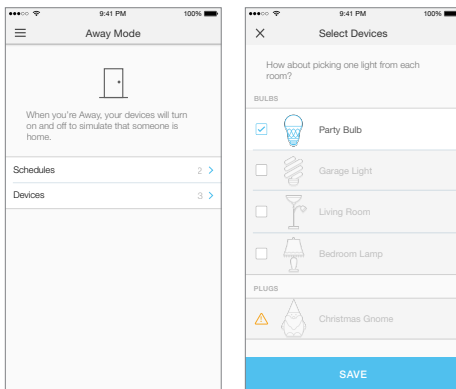 9:41 PM
100%
Away Mode
When you're Away, your devices will turn
on and off to simulate that someone is
home.
Schedules
2
Devices
3
9:41 PM
100%
Select Devices
How about picking one light from each
room?
BULBS
Party Bulb
Garage Light
Living Room
Bedroom Lamp
PLUGS
Christmas Gnome
SAVE